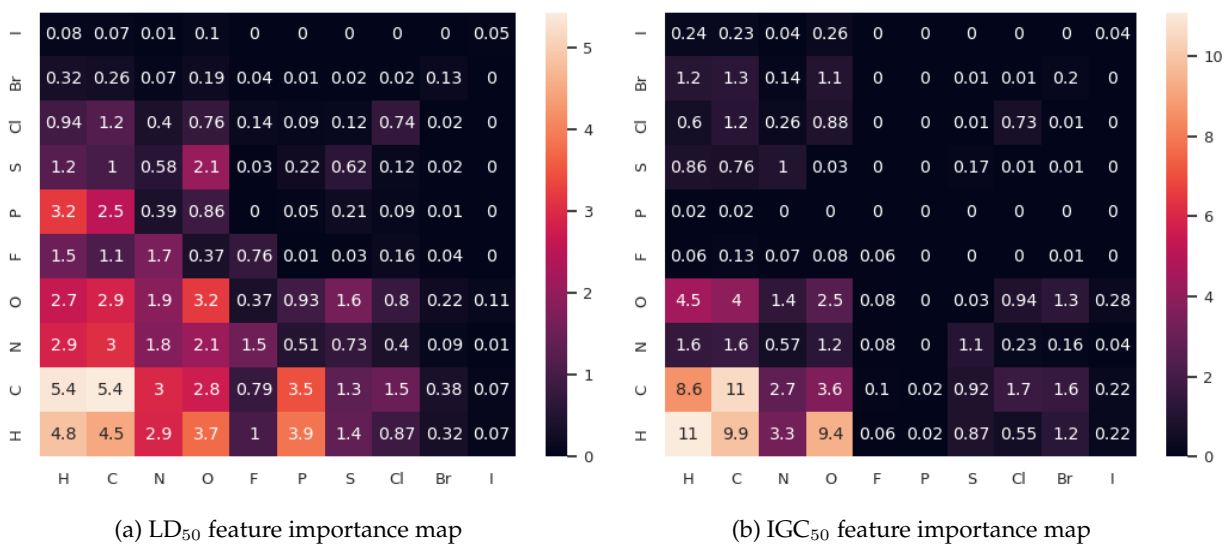 I 0.08 0.07 0.01 0.1 0 0 0 0 0 0.05
Br 0.32 0.26 0.07 0.19 0.04 0.01 0.02 0.02 0.13 0
Cl 0.94 1.2 0.4 0.76 0.14 0.09 0.12 0.74 0.02 0
S 1.2 1 0.58 2.1 0.03 0.22 0.62 0.12 0.02 0
P 3.2 2.5 0.39 0.86 0 0.05 0.21 0.09 0.01 0
F 1.5 1.1 1.7 0.37 0.76 0.01 0.03 0.16 0.04 0
O 2.7 2.9 1.9 3.2 0.37 0.93 1.6 0.8 0.22 0.11
N 2.9 3 1.8 2.1 1.5 0.51 0.73 0.4 0.09 0.01
C 5.4 5.4 3 2.8 0.79 3.5 1.3 1.5 0.38 0.07
H 4.8 4.5 2.9 3.7 1 3.9 1.4 0.87 0.32 0.07
H C N O F P S Cl Br I
5
4
3
2
1
0
(a) LD₅₀ feature importance map
I 0.24 0.23 0.04 0.26 0 0 0 0 0 0.04
Br 1.2 1.3 0.14 1.1 0 0 0.01 0.01 0.2 0
Cl 0.6 1.2 0.26 0.88 0 0 0.01 0.73 0.01 0
S 0.86 0.76 1 0.03 0 0 0.17 0.01 0.01 0
P 0.02 0.02 0 0 0 0 0 0 0 0
F 0.06 0.13 0.07 0.08 0.06 0 0 0 0.01 0
O 4.5 4 1.4 2.5 0.08 0 0.03 0.94 1.3 0.28
N 1.6 1.6 0.57 1.2 0.08 0 1.1 0.23 0.16 0.04
C 8.6 11 2.7 3.6 0.1 0.02 0.92 1.7 1.6 0.22
H 11 9.9 3.3 9.4 0.06 0.02 0.87 0.55 1.2 0.22
H C N O F P S Cl Br I
10
8
6
4
2
0
(b) IGC₅₀ feature importance map